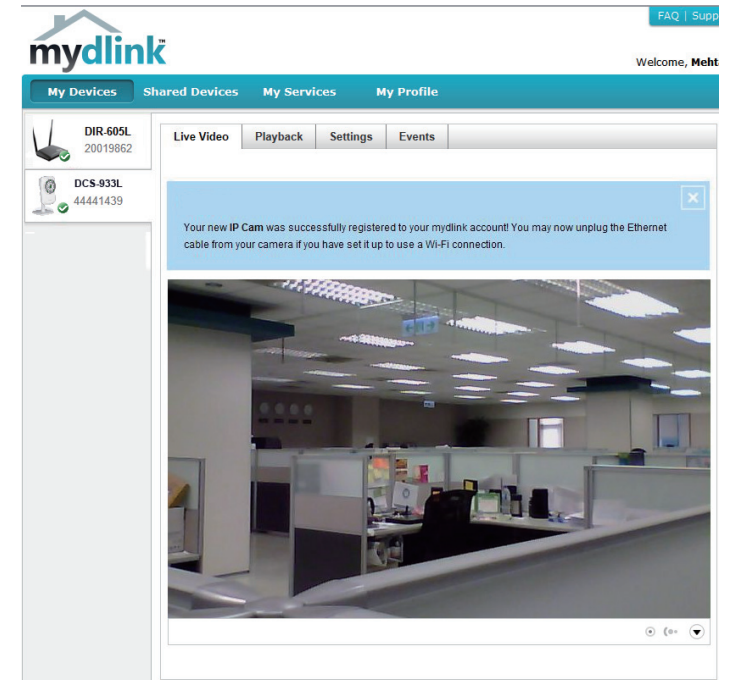 FAQ | Supp
mydlink™
Welcome, Meht
My Devices Shared Devices My Services My Profile
DIR-605L
20019862
DCS-933L
44441439
Live Video Playback Settings Events
Your new IP Cam was successfully registered to your mydlink account! You may now unplug the Ethernet
cable from your camera if you have set it up to use a Wi-Fi connection.